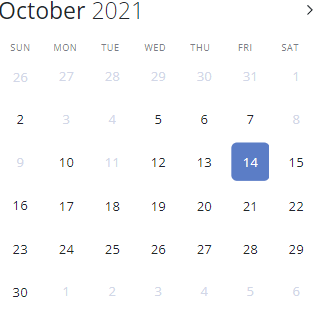 October 2021
SUN MON TUE WED THU FRI SAT
26 27 28 29 30 31 1
2 3 4 5 6 7 8
9 10 11 12 13 14 15
16 17 18 19 20 21 22
23 24 25 26 27 28 29
30 1 2 3 4 5 6